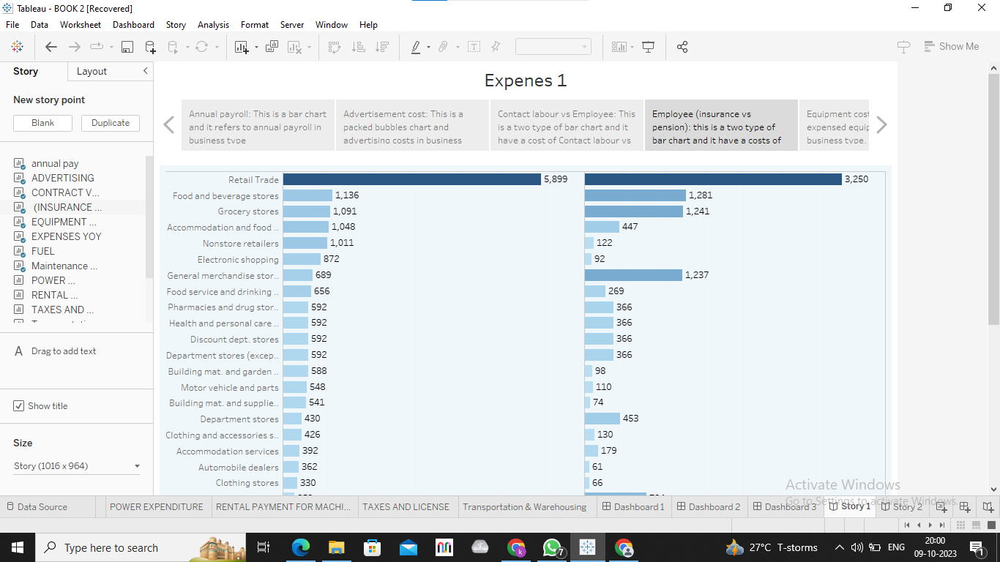 Tableau - BOOK 2 [Recovered]
File Data Worksheet Dashboard Story Analysis Format Server Window Help
Show Me
Story Layout
New story point
Blank Duplicate
annual pay
ADVERTISING
CONTRACT V...
(INSURANCE ...
EQUIPMENT ...
EXPENSES YOY
FUEL
Maintenance ...
POWER ...
RENTAL ...
TAXES AND ...
A Drag to add text
Show title
Size
Story (1016 x 964)
Expenes 1
Annual payroll: This is a bar chart
and it refers to annual payroll in
business type
Advertisement cost: This is a
packed bubbles chart and
advertising costs in business
Contact labour vs Employee: This
is a two type of bar chart and it
have a cost of Contact labour vs
Employee (insurance vs
pension): this is a two type of
bar chart and it have a costs of
Equipment cost
expensed equip
business type.
Retail Trade 5,899 3,250
Food and beverage stores 1,136 1,281
Grocery stores 1,091 1,241
Accommodation and food .. 1,048 447
Nonstore retailers 1,011 122
Electronic shopping 872 92
General merchandise stor.. 689 1,237
Food service and drinking .. 656 269
Pharmacies and drug stor.. 592 366
Health and personal care .. 592 366
Discount dept. stores 592 366
Department stores (excep.. 592 366
Building mat. and garden .. 588 98
Motor vehicle and parts 548 110
Building mat. and supplie.. 541 74
Department stores 430 453
Clothing and accessories s.. 426 130
Accommodation services 392 179
Automobile dealers 362 61
Clothing stores 330 66
Activate Windows
Go to Settings to activate Windows.
Data Source POWER EXPENDITURE RENTAL PAYMENT FOR MACHI... TAXES AND LICENSE Transportation & Warehousing Dashboard 1 Dashboard 2 Dashboard 3 Story 1 Story 2
Type here to search 7 27°C T-storms ENG 20:00
09-10-2023 1